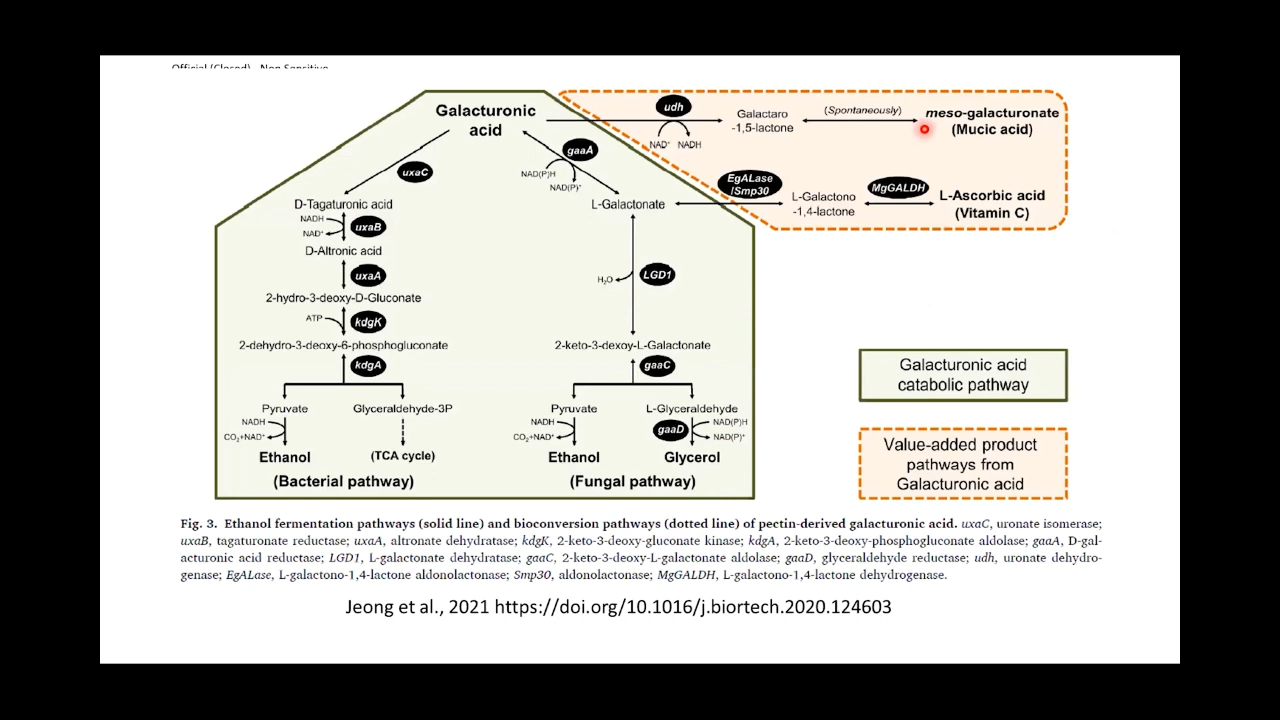 Official (Closed) - Non Sensitive
Galacturonic
acid
udh
NAD⁺ NADH
Galactaro
-1,5-lactone
(Spontaneously)
meso-galacturonate
(Mucic acid)
uxaC
gaaA
NAD(P)H
NAD(P)⁺
EgALase
/Smp30
L-Galactono
-1,4-lactone
MgGALDH
L-Ascorbic acid
(Vitamin C)
D-Tagaturonic acid
NADH
NAD⁺
uxaB
D-Altronic acid
uxaA
2-hydro-3-deoxy-D-Gluconate
ATP
kdgK
2-dehydro-3-deoxy-6-phosphogluconate
kdgA
Pyruvate
Glyceraldehyde-3P
NADH
CO₂+NAD⁺
Ethanol
(TCA cycle)
(Bacterial pathway)
L-Galactonate
H₂O
LGD1
2-keto-3-dexoy-L-Galactonate
gaaC
Pyruvate
L-Glyceraldehyde
NADH
CO₂+NAD⁺
gaaD
NAD(P)H
NAD(P)⁺
Ethanol
Glycerol
(Fungal pathway)
Galacturonic acid
catabolic pathway
Value-added product
pathways from
Galacturonic acid
Fig. 3. Ethanol fermentation pathways (solid line) and bioconversion pathways (dotted line) of pectin-derived galacturonic acid. uxaC, uronate isomerase;
uxaB, tagaturonate reductase; uxaA, altronate dehydratase; kdgK, 2-keto-3-deoxy-gluconate kinase; kdgA, 2-keto-3-deoxy-phosphogluconate aldolase; gaaA, D-gal-
acturonic acid reductase; LGD1, L-galactonate dehydratase; gaaC, 2-keto-3-deoxy-L-galactonate aldolase; gaaD, glyceraldehyde reductase; udh, uronate dehydro-
genase; EgALase, L-galactono-1,4-lactone aldonolactonase; Smp30, aldonolactonase; MgGALDH, L-galactono-1,4-lactone dehydrogenase.
Jeong et al., 2021 https://doi.org/10.1016/j.biortech.2020.124603